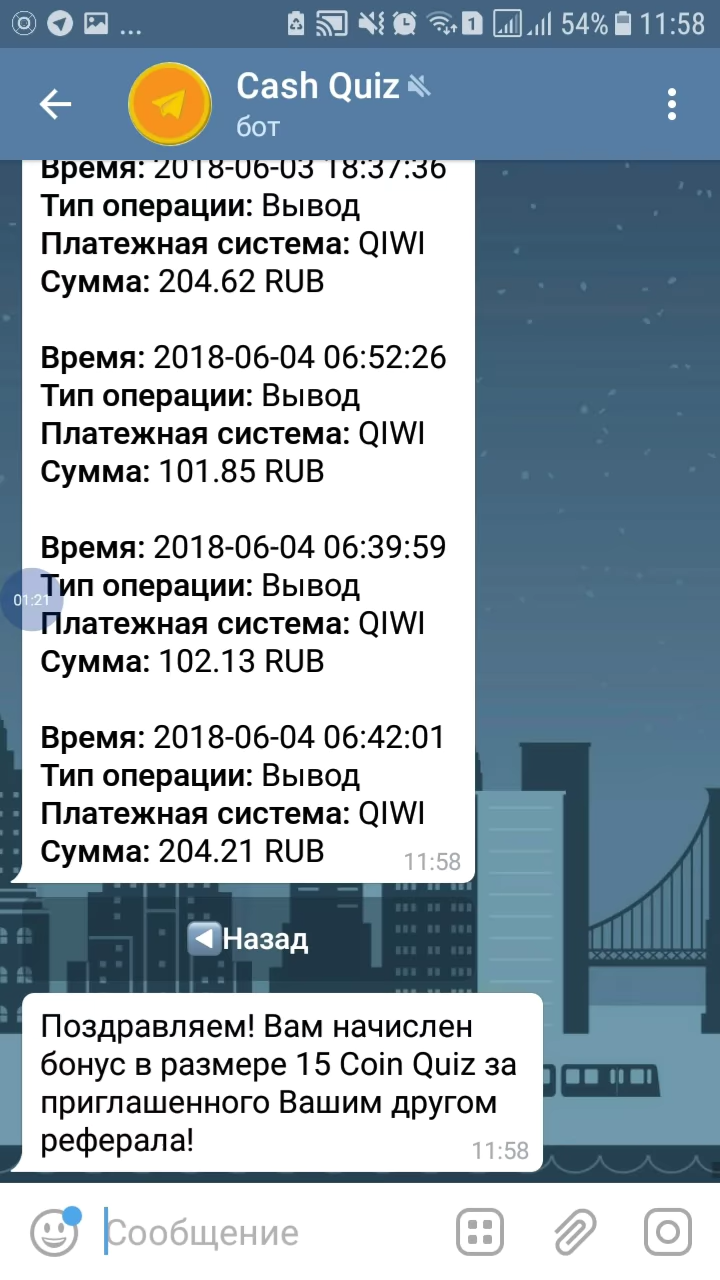 ... 1 54% 11:58
Cash Quiz
бот
Время: 2018-06-03 18:37:36
Тип операции: Вывод
Платежная система: QIWI
Сумма: 204.62 RUB
Время: 2018-06-04 06:52:26
Тип операции: Вывод
Платежная система: QIWI
Сумма: 101.85 RUB
Время: 2018-06-04 06:39:59
01:21
Тип операции: Вывод
Платежная система: QIWI
Сумма: 102.13 RUB
Время: 2018-06-04 06:42:01
Тип операции: Вывод
Платежная система: QIWI
Сумма: 204.21 RUB
11:58
Назад
Поздравляем! Вам начислен
бонус в размере 15 Coin Quiz за
приглашенного Вашим другом
реферала!
11:58
Сообщение